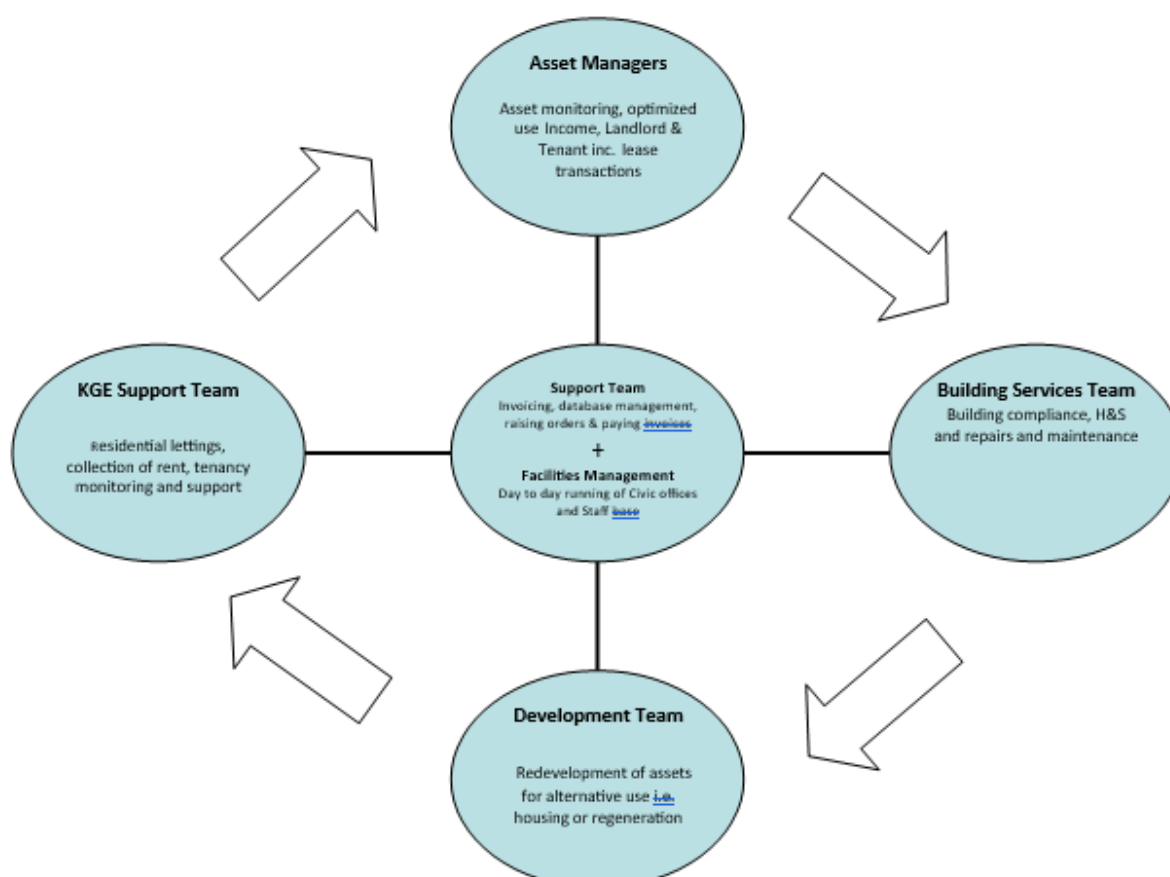 Asset Managers
Asset monitoring, optimized
use Income, Landlord &
Tenant inc. lease
transactions
KGE Support Team
Residential lettings,
collection of rent, tenancy
monitoring and support
Support Team
Invoicing, database management,
raising orders & paying invoices
+
Facilities Management
Day to day running of Civic offices
and Staff base
Building Services Team
Building compliance, H&S
and repairs and maintenance
Development Team
Redevelopment of assets
for alternative use i.e.
housing or regeneration